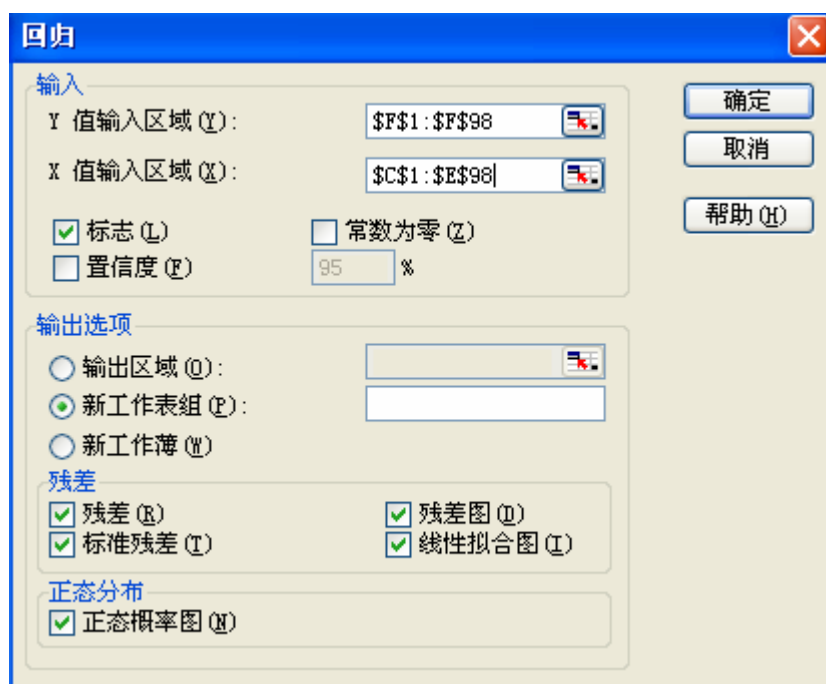 回归
输入
Y 值输入区域(Y): $F$1:$F$98
X 值输入区域(X): $C$1:$E$98
标志(L) 常数为零(Z)
置信度(F) 95 %
确定
取消
帮助(H)
输出选项
输出区域(O):
新工作表组(P):
新工作薄(W)
残差
残差(R) 残差图(D)
标准残差(T) 线性拟合图(I)
正态分布
正态概率图(N)